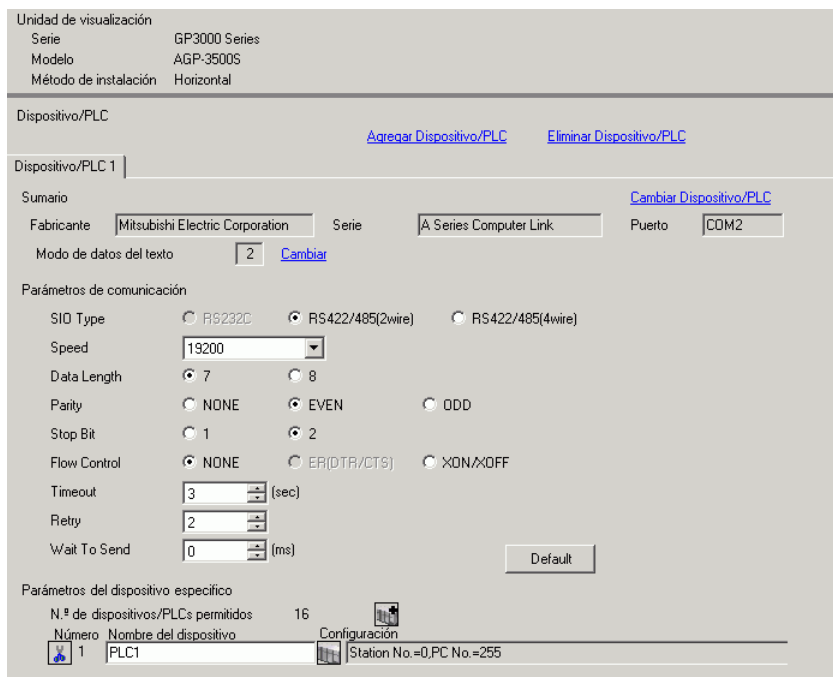 Unidad de visualización
Serie GP3000 Series
Modelo AGP-3500S
Método de instalación Horizontal
Dispositivo/PLC
Agregar Dispositivo/PLC Eliminar Dispositivo/PLC
Dispositivo/PLC 1
Sumario Cambiar Dispositivo/PLC
Fabricante Mitsubishi Electric Corporation Serie A Series Computer Link Puerto COM2
Modo de datos del texto 2 Cambiar
Parámetros de comunicación
SIO Type RS232C RS422/485(2wire) RS422/485(4wire)
Speed 19200
Data Length 7 8
Parity NONE EVEN ODD
Stop Bit 1 2
Flow Control NONE ER(DTR/CTS) XON/XOFF
Timeout 3 (sec)
Retry 2
Wait To Send 0 (ms) Default
Parámetros del dispositivo especifico
N.º de dispositivos/PLCs permitidos 16
Número Nombre del dispositivo Configuración
1 PLC1 Station No.=0,PC No.=255